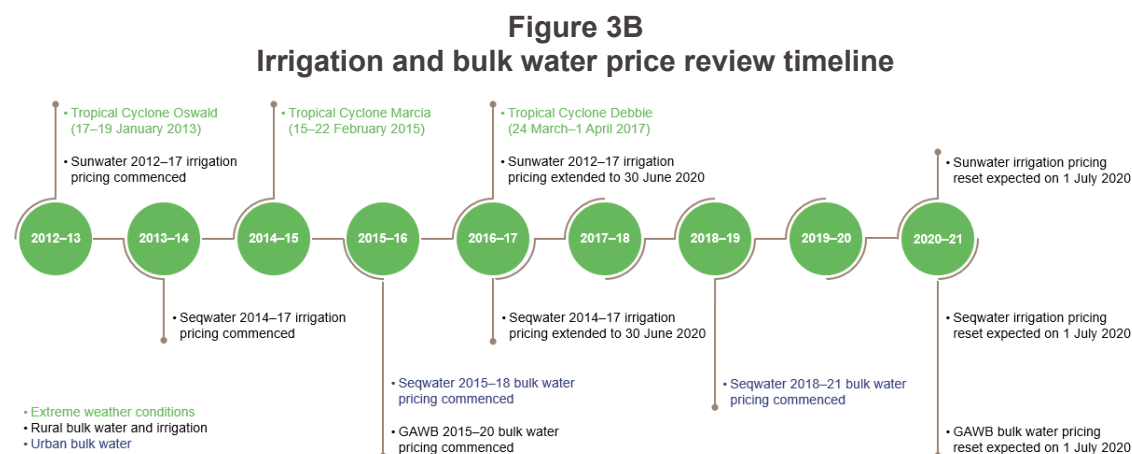 Figure 3B
Irrigation and bulk water price review timeline
• Tropical Cyclone Oswald
(17–19 January 2013)
• Sunwater 2012–17 irrigation
pricing commenced
• Tropical Cyclone Marcia
(15–22 February 2015)
• Tropical Cyclone Debbie
(24 March–1 April 2017)
• Sunwater 2012–17 irrigation
pricing extended to 30 June 2020
• Sunwater irrigation pricing
reset expected on 1 July 2020
2012–13
2013–14
2014–15
2015–16
2016–17
2017–18
2018–19
2019–20
2020–21
• Seqwater 2014–17 irrigation
pricing commenced
• Seqwater 2014–17 irrigation
pricing extended to 30 June 2020
• Seqwater irrigation pricing
reset expected on 1 July 2020
• Seqwater 2015–18 bulk water
pricing commenced
• Seqwater 2018–21 bulk water
pricing commenced
• GAWB 2015–20 bulk water
pricing commenced
• GAWB bulk water pricing
reset expected on 1 July 2020
• Extreme weather conditions
• Rural bulk water and irrigation
• Urban bulk water